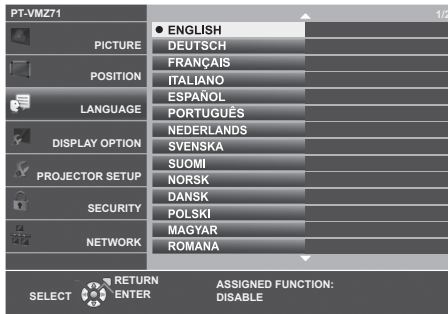 PT-VMZ71
1/2
PICTURE
POSITION
LANGUAGE
DISPLAY OPTION
PROJECTOR SETUP
SECURITY
NETWORK
ENGLISH
DEUTSCH
FRANÇAIS
ITALIANO
ESPAÑOL
PORTUGUÊS
NEDERLANDS
SVENSKA
SUOMI
NORSK
DANSK
POLSKI
MAGYAR
ROMANA
SELECT
RETURN
ENTER
ASSIGNED FUNCTION:
DISABLE